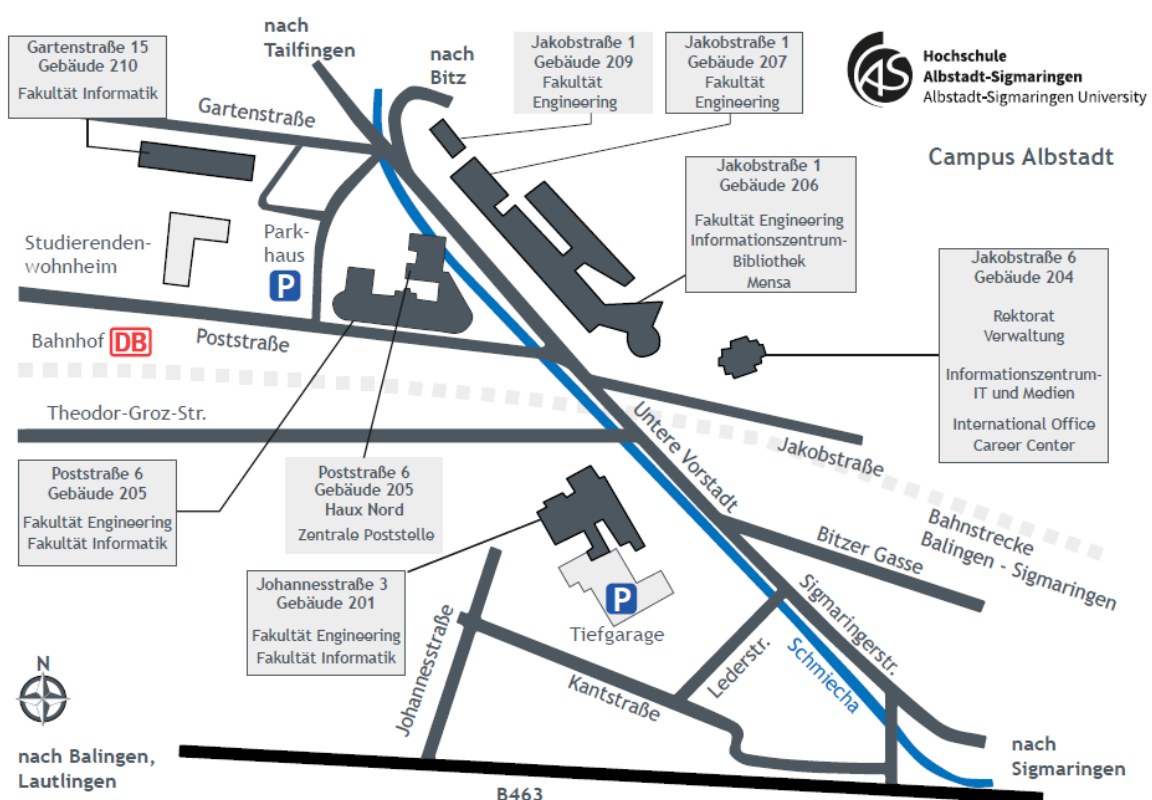 nach
Tailfingen
nach
Bitz
Gartenstraße 15
Gebäude 210
Fakultät Informatik
Jakobstraße 1
Gebäude 209
Fakultät
Engineering
Jakobstraße 1
Gebäude 207
Fakultät
Engineering
Hochschule
Albstadt-Sigmaringen
Albstadt-Sigmaringen University
Campus Albstadt
Gartenstraße
Jakobstraße 1
Gebäude 206
Fakultät Engineering
Informationszentrum-
Bibliothek
Mensa
Studierenden-
wohnheim
Park-
haus
P
Jakobstraße 6
Gebäude 204
Rektorat
Verwaltung
Informationszentrum-
IT und Medien
International Office
Career Center
Bahnhof DB
Poststraße
Theodor-Groz-Str.
Untere Vorstadt
Jakobstraße
Poststraße 6
Gebäude 205
Fakultät Engineering
Fakultät Informatik
Poststraße 6
Gebäude 205
Haux Nord
Zentrale Poststelle
Bahnstrecke
Balingen - Sigmaringen
Bitzer Gasse
Johannesstraße 3
Gebäude 201
Fakultät Engineering
Fakultät Informatik
P
Tiefgarage
Sigmaringerstr.
Johannesstraße
Kantstraße
Lederstr.
Schmiecha
N
nach Balingen,
Lautlingen
nach
Sigmaringen
B463